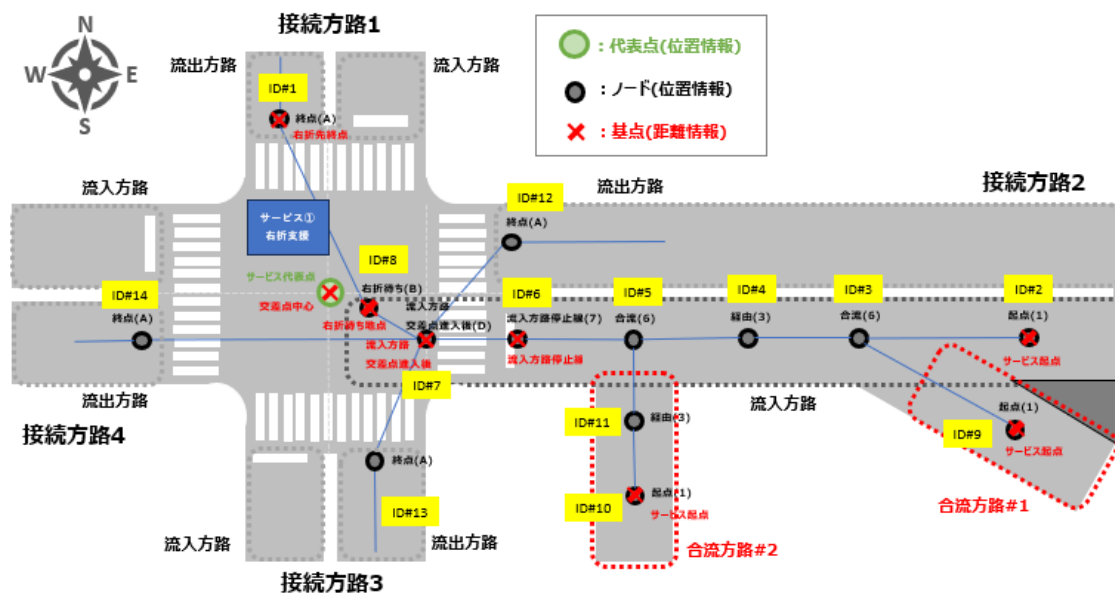 接続方路1
N
W
E
S
流出方路
流入方路
ID#1
終点(A)
右折先終点
:代表点(位置情報)
:ノード(位置情報)
:基点(距離情報)
流入方路
ID#12
流出方路
接続方路2
サービス①
右折支援
終点(A)
ID#8
サービス代表点
交差点中心
右折待ち(B)
右折待ち地点
ID#14
終点(A)
流入方路
交差点進入後(D)
流入方路
交差点進入後
ID#6
流入方路停止線(7)
流入方路停止線
ID#5
合流(6)
ID#4
経由(3)
ID#3
合流(6)
ID#2
起点(1)
サービス起点
ID#7
流出方路
接続方路4
流入方路
起点(1)
ID#9
サービス起点
合流方路#1
ID#11
経由(3)
ID#10
起点(1)
サービス起点
合流方路#2
終点(A)
ID#13
流入方路
流出方路
接続方路3